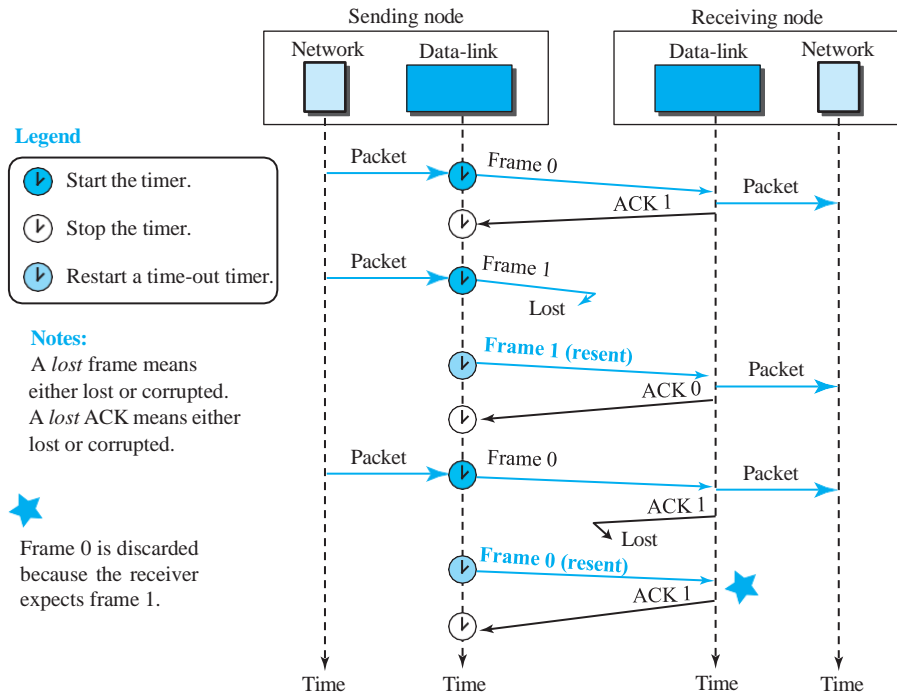 Sending node
Receiving node
Network
Data-link
Data-link
Network
Legend
Start the timer.
Stop the timer.
Restart a time-out timer.
Notes:
A lost frame means
either lost or corrupted.
A lost ACK means either
lost or corrupted.
Frame 0 is discarded
because the receiver
expects frame 1.
Packet
Frame 0
Packet
ACK 1
Packet
Frame 1
Lost
Frame 1 (resent)
Packet
ACK 0
Packet
Frame 0
Packet
ACK 1
Lost
Frame 0 (resent)
ACK 1
Time
Time
Time
Time